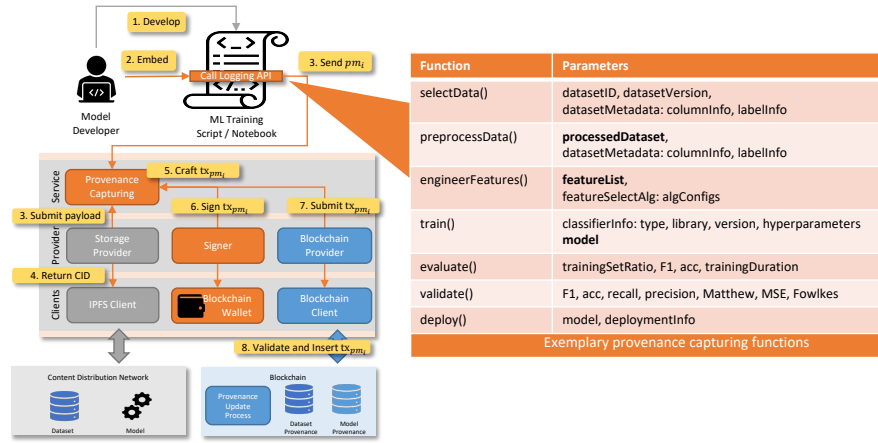 1. Develop
2. Embed
3. Send pmᵢ
Call Logging API
Model
Developer
ML Training
Script / Notebook
Service
Provenance
Capturing
5. Craft tx_pmᵢ
6. Sign tx_pmᵢ
7. Submit tx_pmᵢ
3. Submit payload
Provider
Storage
Provider
Signer
Blockchain
Provider
4. Return CID
Clients
IPFS Client
Blockchain
Wallet
Blockchain
Client
8. Validate and Insert tx_pmᵢ
Content Distribution Network
Dataset
Model
Blockchain
Provenance
Update
Process
Dataset
Provenance
Model
Provenance
Function Parameters
selectData() datasetID, datasetVersion,
datasetMetadata: columnInfo, labelInfo
preprocessData() processedDataset,
datasetMetadata: columnInfo, labelInfo
engineerFeatures() featureList,
featureSelectAlg: algConfigs
train() classifierInfo: type, library, version, hyperparameters
model
evaluate() trainingSetRatio, F1, acc, trainingDuration
validate() F1, acc, recall, precision, Matthew, MSE, Fowlkes
deploy() model, deploymentInfo
Exemplary provenance capturing functions